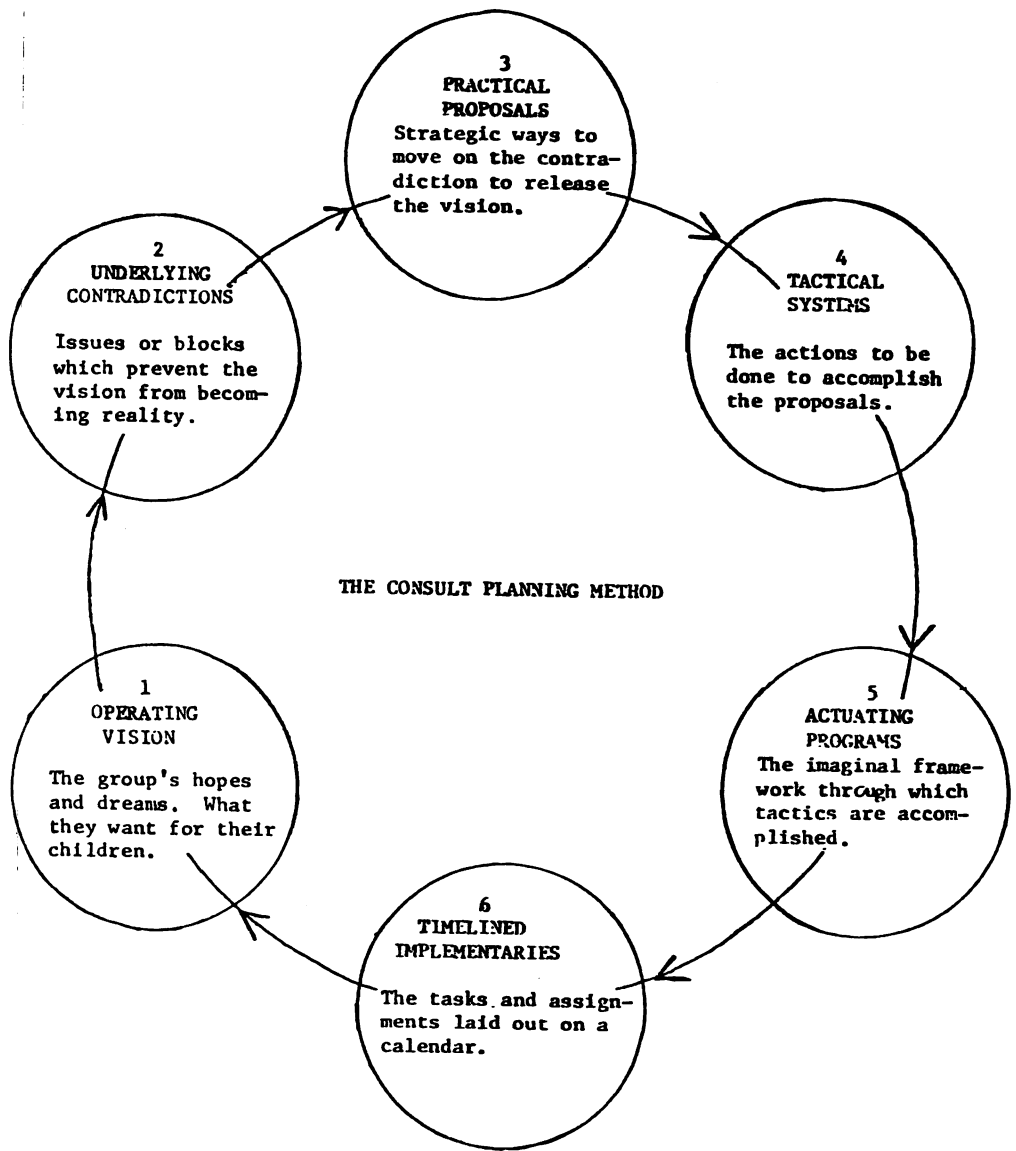 3
PRACTICAL
PROPOSALS
Strategic ways to
move on the contra-
diction to release
the vision.
2
UNDERLYING
CONTRADICTIONS
Issues or blocks
which prevent the
vision from becom-
ing reality.
4
TACTICAL
SYSTEMS
The actions to be
done to accomplish
the proposals.
THE CONSULT PLANNING METHOD
1
OPERATING
VISION
The group's hopes
and dreams. What
they want for their
children.
5
ACTUATING
PROGRAMS
The imaginal frame-
work through which
tactics are accom-
plished.
6
TIMELINED
IMPLEMENTARIES
The tasks and assign-
ments laid out on a
calendar.